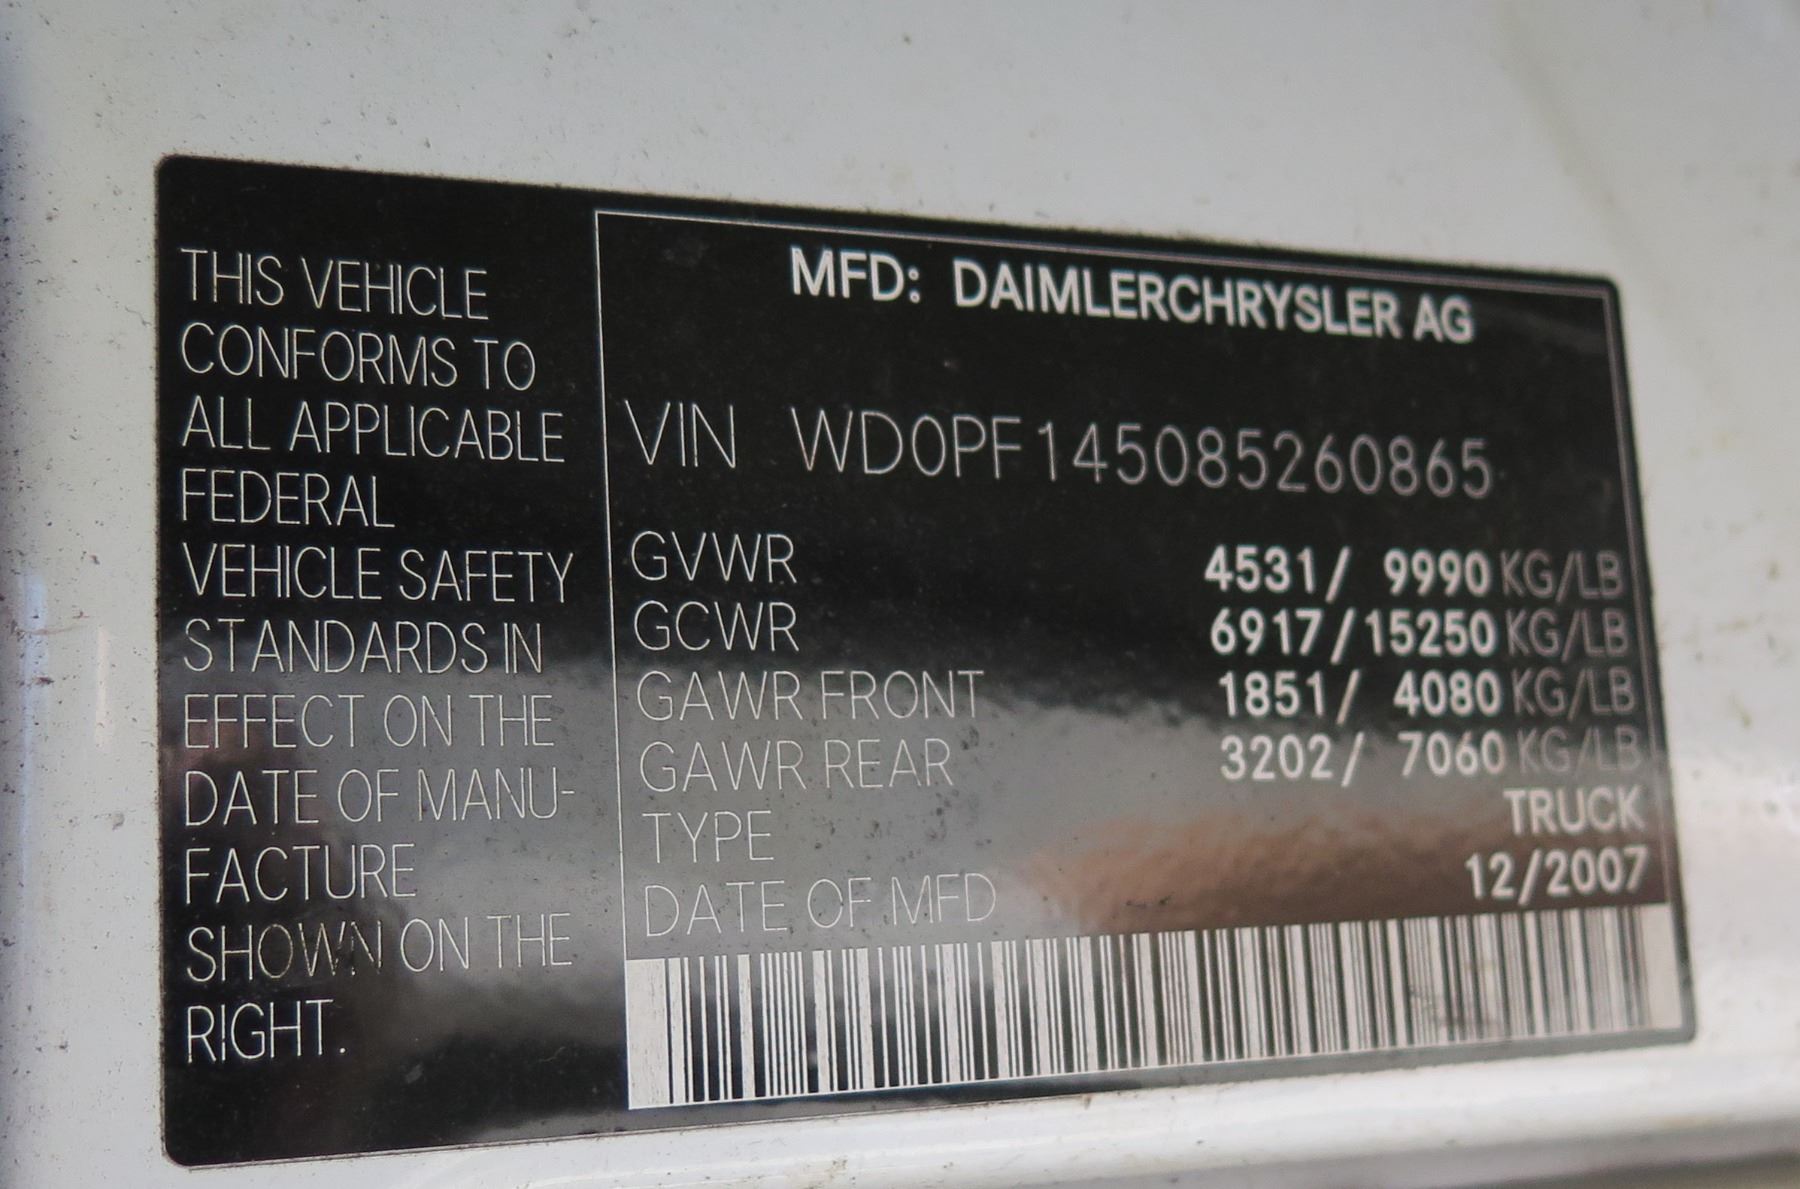 THIS VEHICLE
CONFORMS TO
ALL APPLICABLE
FEDERAL
VEHICLE SAFETY
STANDARDS IN
EFFECT ON THE
DATE OF MANU-
FACTURE
SHOWN ON THE
RIGHT.
MFD: DAIMLERCHRYSLER AG
VIN WD0PF145085260865
GVWR 4531/ 9990 KG/LB
GCWR 6917/15250 KG/LB
GAWR FRONT 1851/ 4080 KG/LB
GAWR REAR 3202/ 7060 KG/LB
TYPE TRUCK
DATE OF MFD 12/2007